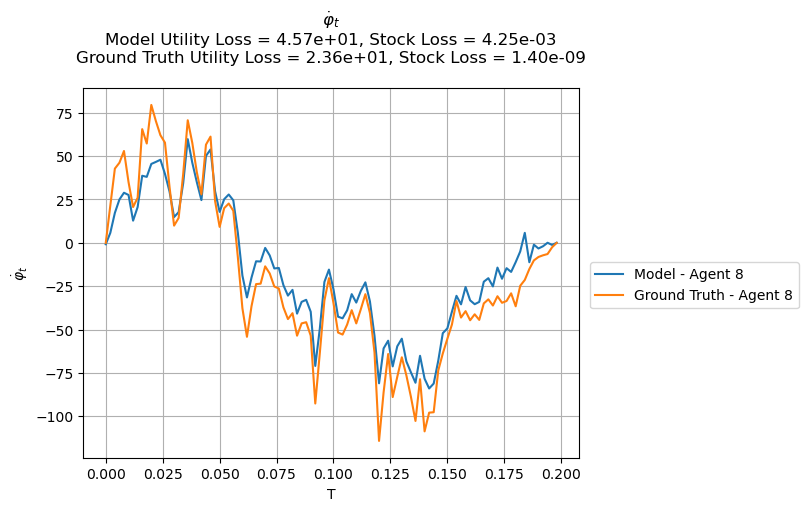 φ̇_t
Model Utility Loss = 4.57e+01, Stock Loss = 4.25e-03
Ground Truth Utility Loss = 2.36e+01, Stock Loss = 1.40e-09
75
50
25
0
−25
−50
−75
−100
φ̇_t
0.000 0.025 0.050 0.075 0.100 0.125 0.150 0.175 0.200
T
Model - Agent 8
Ground Truth - Agent 8